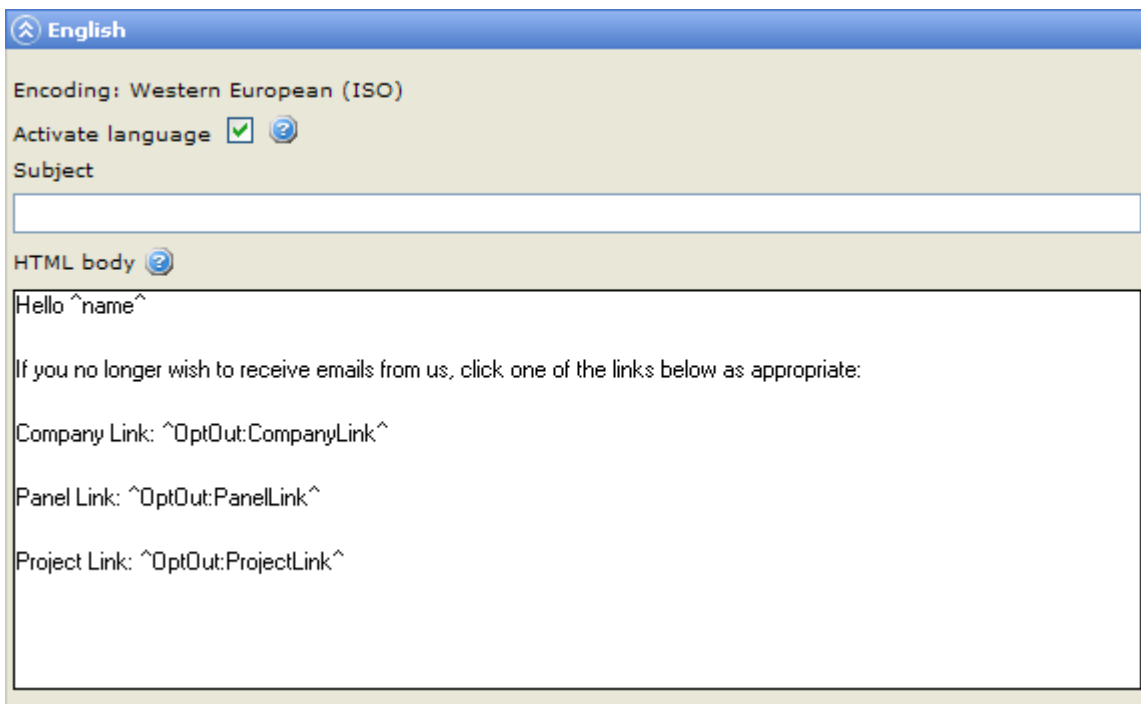 English
Encoding: Western European (ISO)
Activate language
Subject
HTML body
Hello ^name^
If you no longer wish to receive emails from us, click one of the links below as appropriate:
Company Link: ^OptOut:CompanyLink^
Panel Link: ^OptOut:PanelLink^
Project Link: ^OptOut:ProjectLink^